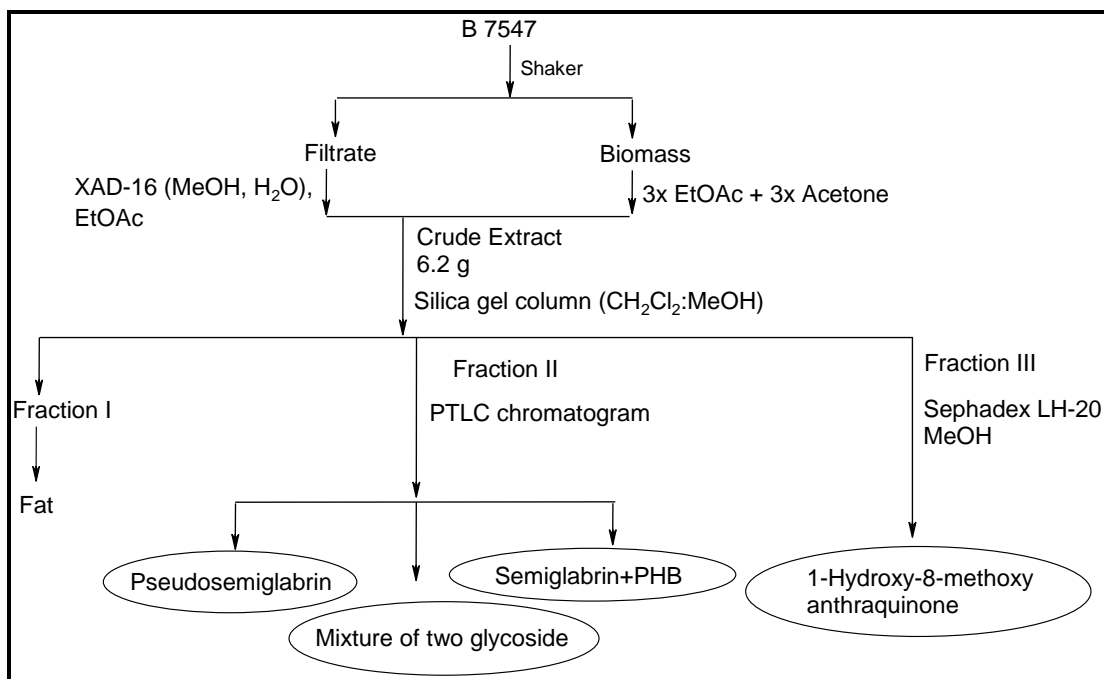 B 7547
Shaker
Filtrate
Biomass
XAD-16 (MeOH, H₂O),
EtOAc
3x EtOAc + 3x Acetone
Crude Extract
6.2 g
Silica gel column (CH₂Cl₂:MeOH)
Fraction I
Fat
Fraction II
PTLC chromatogram
Fraction III
Sephadex LH-20
MeOH
Pseudosemiglabrin
Mixture of two glycoside
Semiglabrin+PHB
1-Hydroxy-8-methoxy
anthraquinone